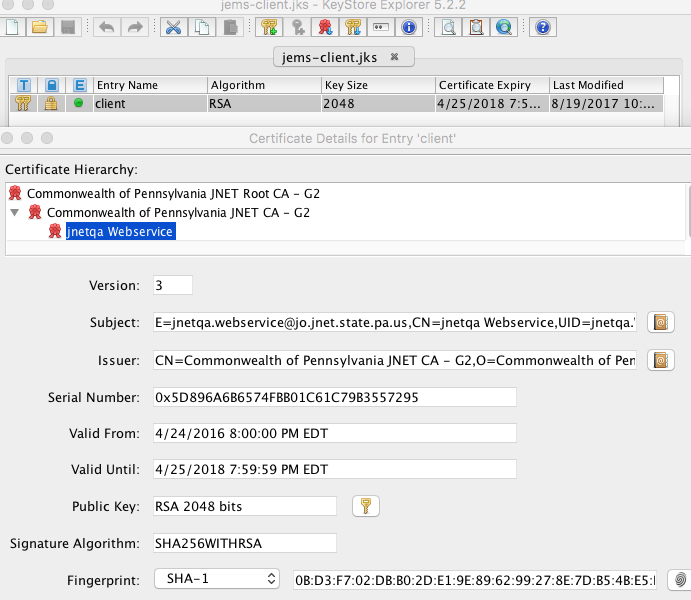 jems-client.jks - KeyStore Explorer 5.2.2
jems-client.jks
T E Entry Name Algorithm Key Size Certificate Expiry Last Modified
client RSA 2048 4/25/2018 7:5... 8/19/2017 10:...
Certificate Details for Entry 'client'
Certificate Hierarchy:
Commonwealth of Pennsylvania JNET Root CA - G2
Commonwealth of Pennsylvania JNET CA - G2
jnetqa Webservice
Version: 3
Subject: E=jnetqa.webservice@jo.jnet.state.pa.us,CN=jnetqa Webservice,UID=jnetqa.
Issuer: CN=Commonwealth of Pennsylvania JNET CA - G2,O=Commonwealth of Pen
Serial Number: 0x5D896A6B6574FBB01C61C79B3557295
Valid From: 4/24/2016 8:00:00 PM EDT
Valid Until: 4/25/2018 7:59:59 PM EDT
Public Key: RSA 2048 bits
Signature Algorithm: SHA256WITHRSA
Fingerprint: SHA-1 0B:D3:F7:02:DB:B0:2D:E1:9E:89:62:99:27:8E:7D:B5:4B:E5: